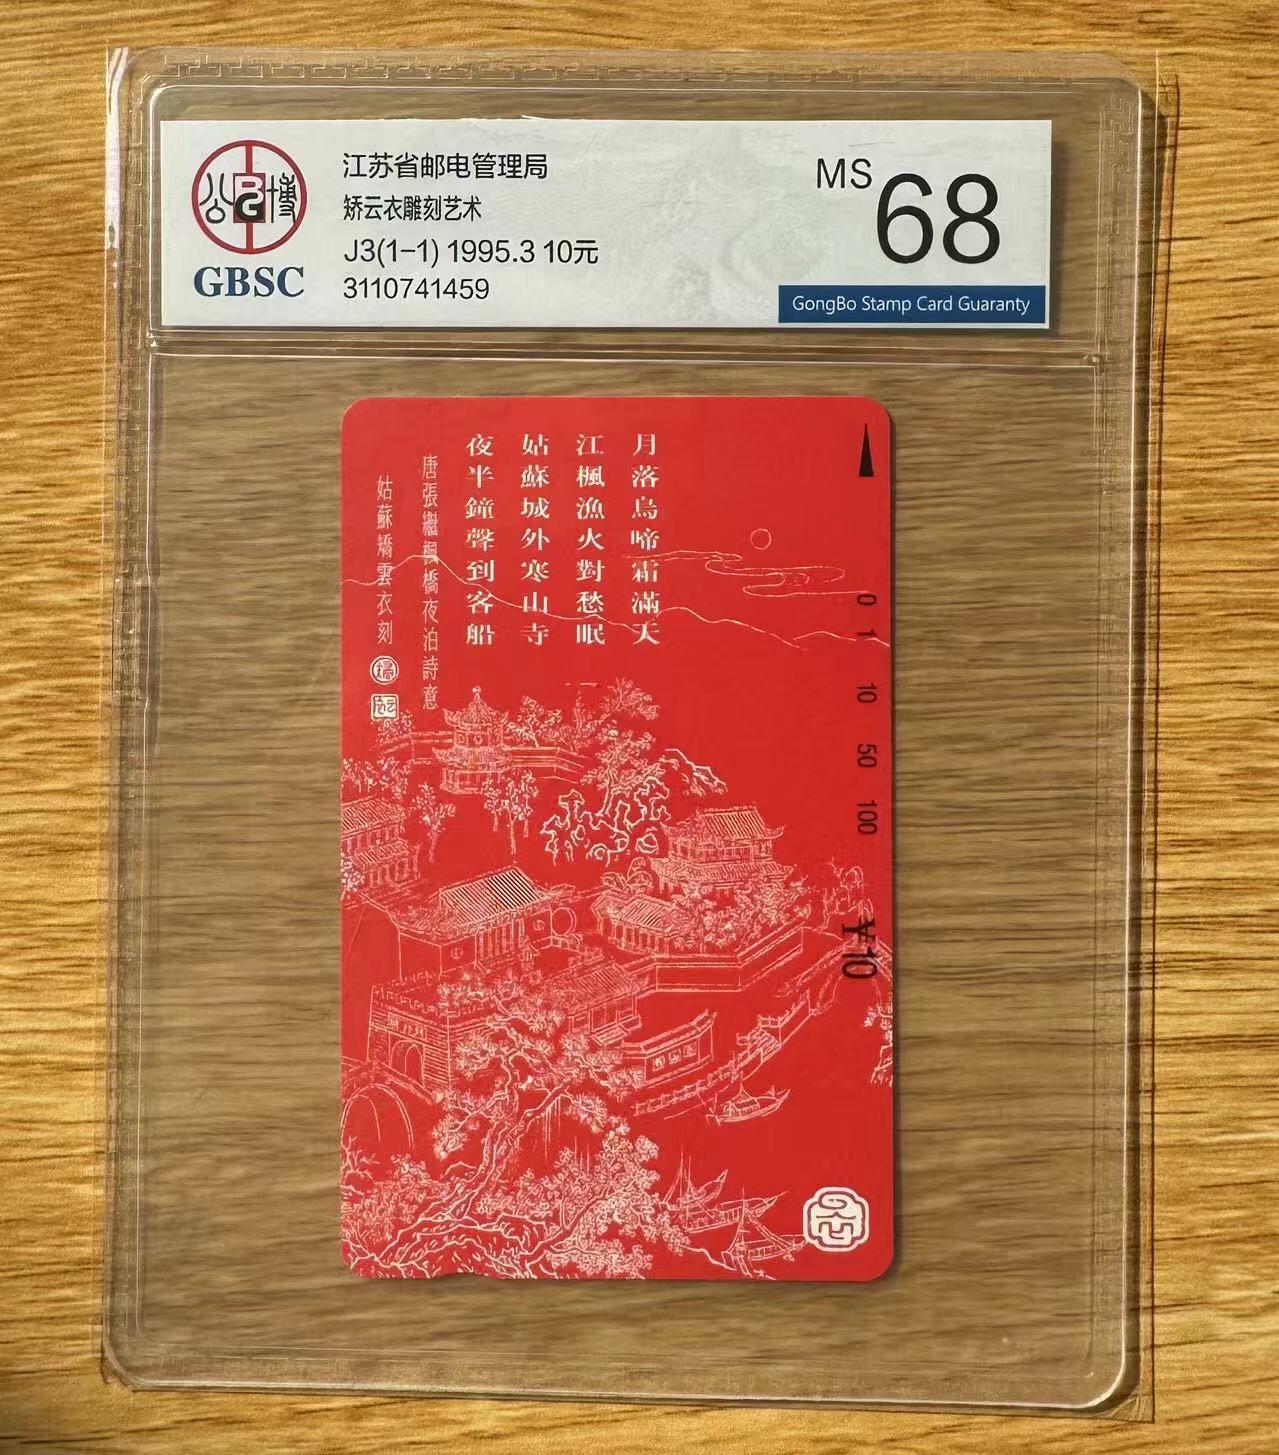 公博
BG
GBSC
江苏省邮电管理局
矫云衣雕刻艺术
J3(1-1) 1995.3 10元
3110741459
MS 68
GongBo Stamp Card Guaranty
月落烏啼霜滿天
江楓漁火對愁眠
姑蘇城外寒山寺
夜半鐘聲到客船
唐張繼楓橋夜泊詩意
姑蘇矯雲衣刻
0
1
10
50
100
¥10